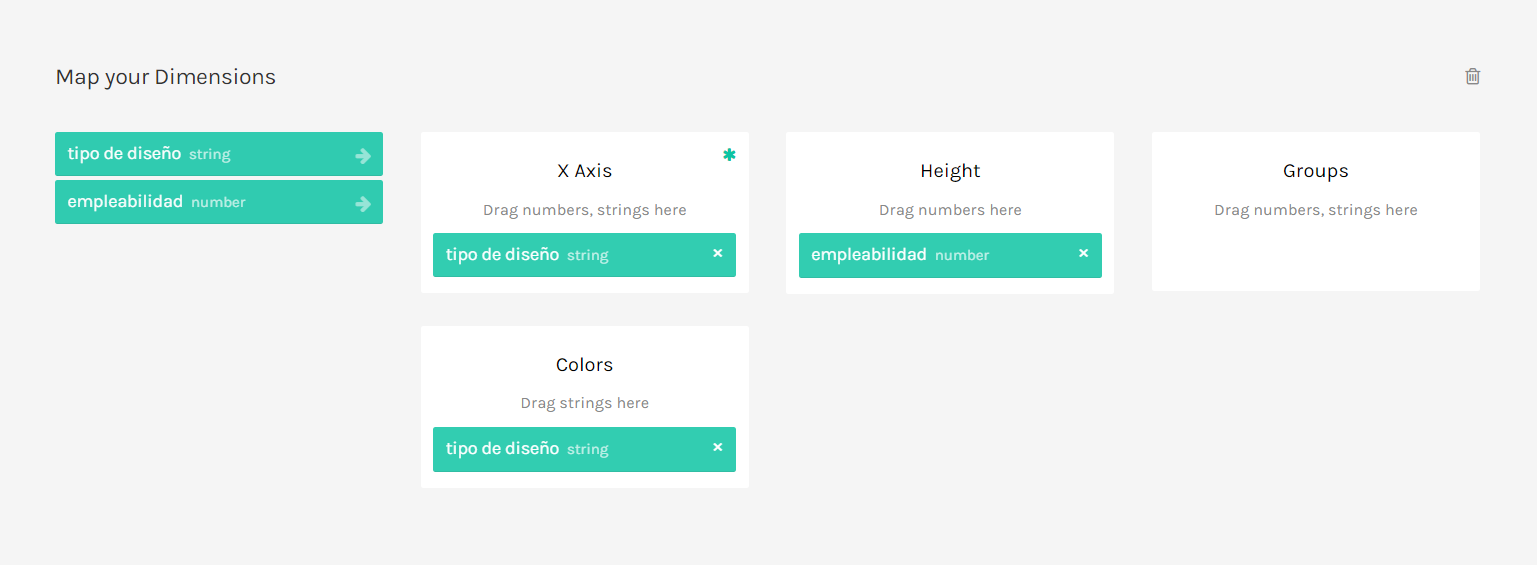 Map your Dimensions
tipo de diseño string
empleabilidad number
X Axis
Drag numbers, strings here
tipo de diseño string
Height
Drag numbers here
empleabilidad number
Groups
Drag numbers, strings here
Colors
Drag strings here
tipo de diseño string